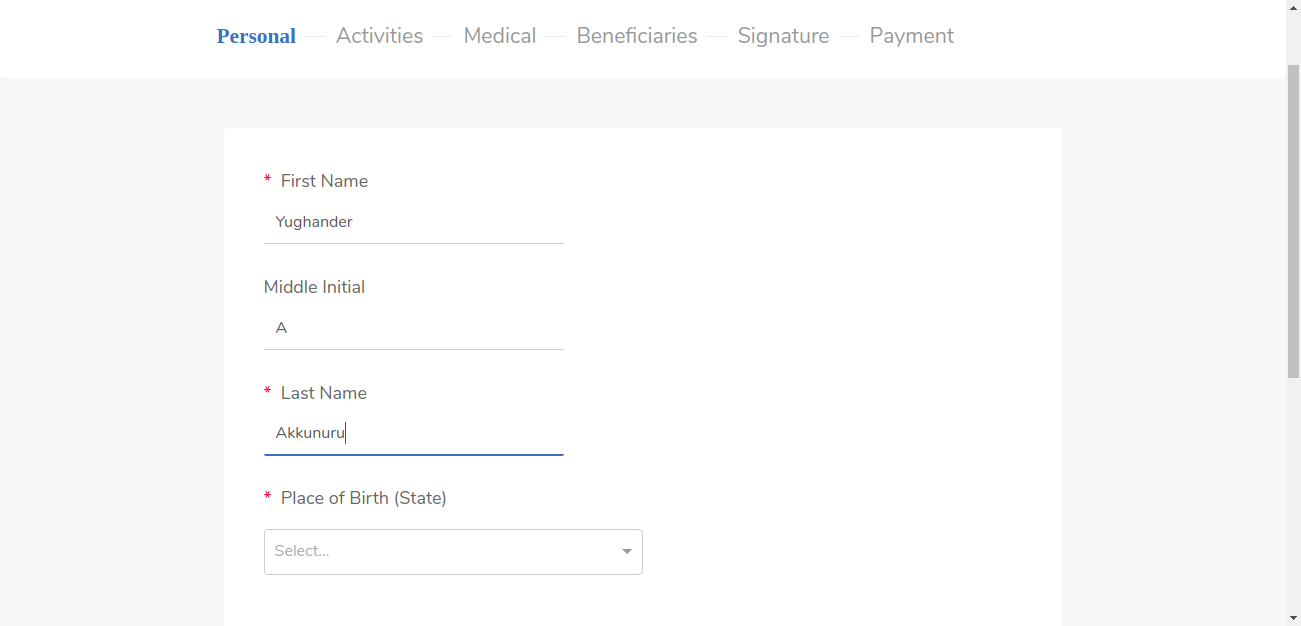 Personal Activities Medical Beneficiaries Signature Payment
* First Name
Yughander
Middle Initial
A
* Last Name
Akkunuru
* Place of Birth (State)
Select...